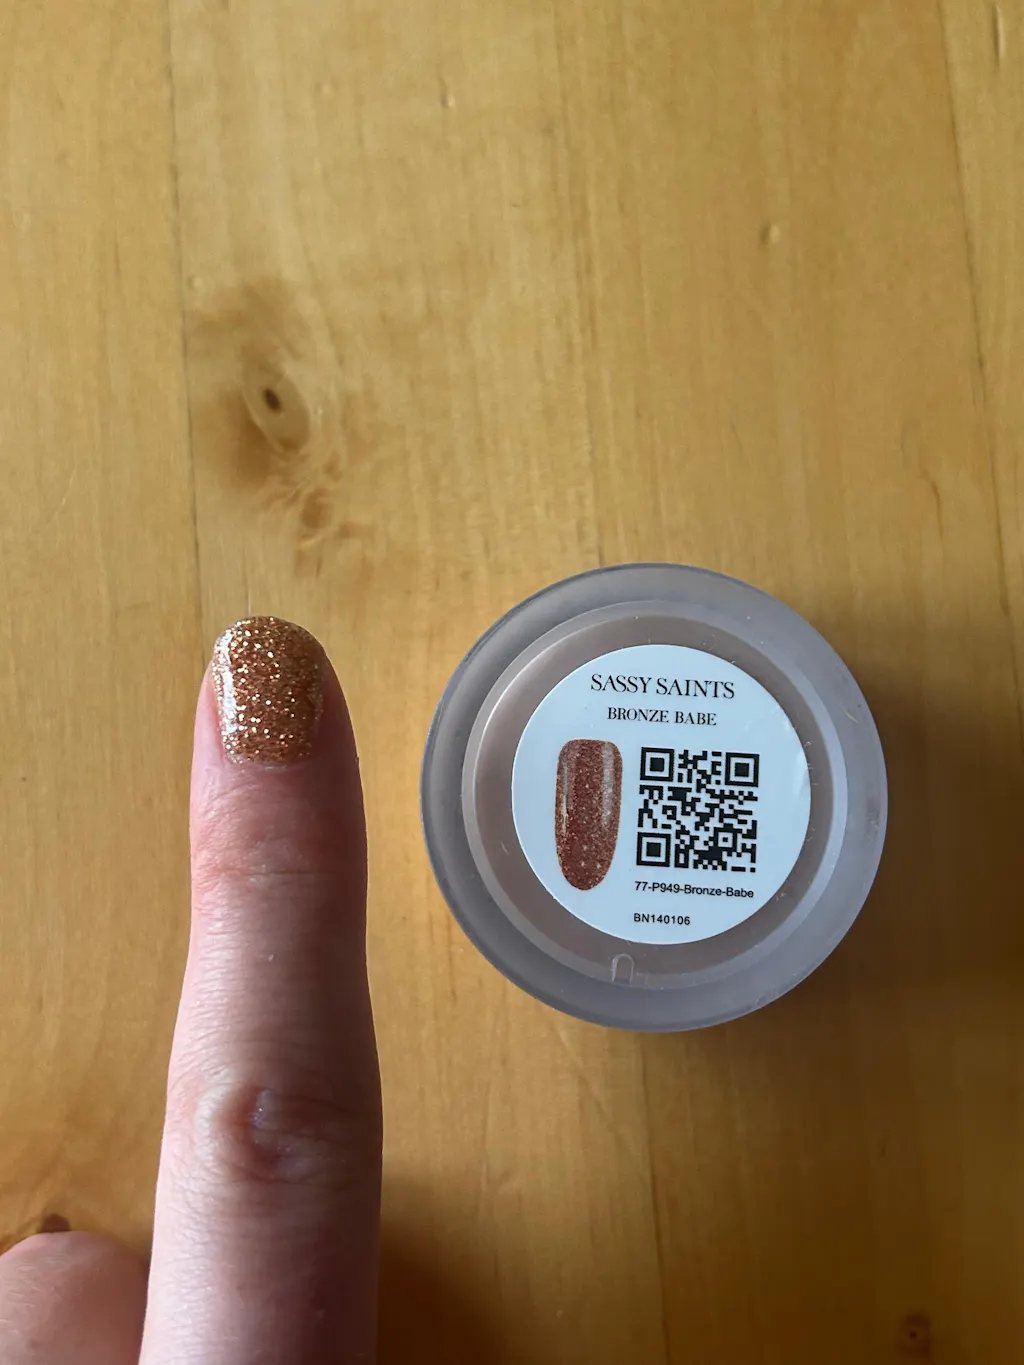 SASSY SAINTS
BRONZE BABE
77-P949-Bronze-Babe
BN140106